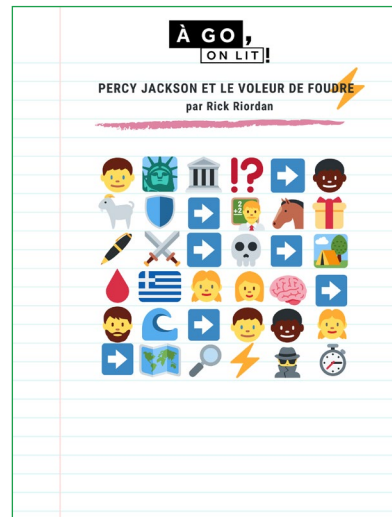 À GO,
ON LIT!
PERCY JACKSON ET LE VOLEUR DE FOUDRE
par Rick Riordan